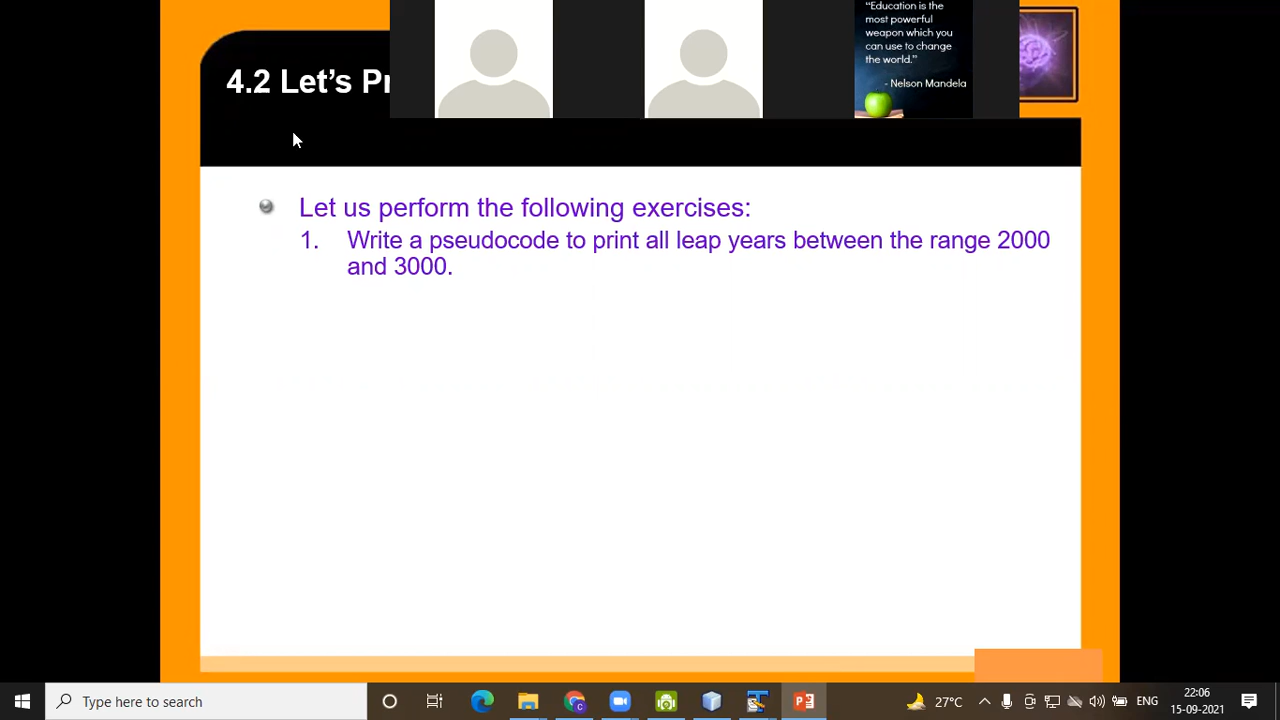 “Education is the
most powerful
weapon which you
can use to change
the world.”
- Nelson Mandela
4.2 Let’s Pr
Let us perform the following exercises:
1. Write a pseudocode to print all leap years between the range 2000
and 3000.
Type here to search
27°C
ENG
22:06
15-09-2021